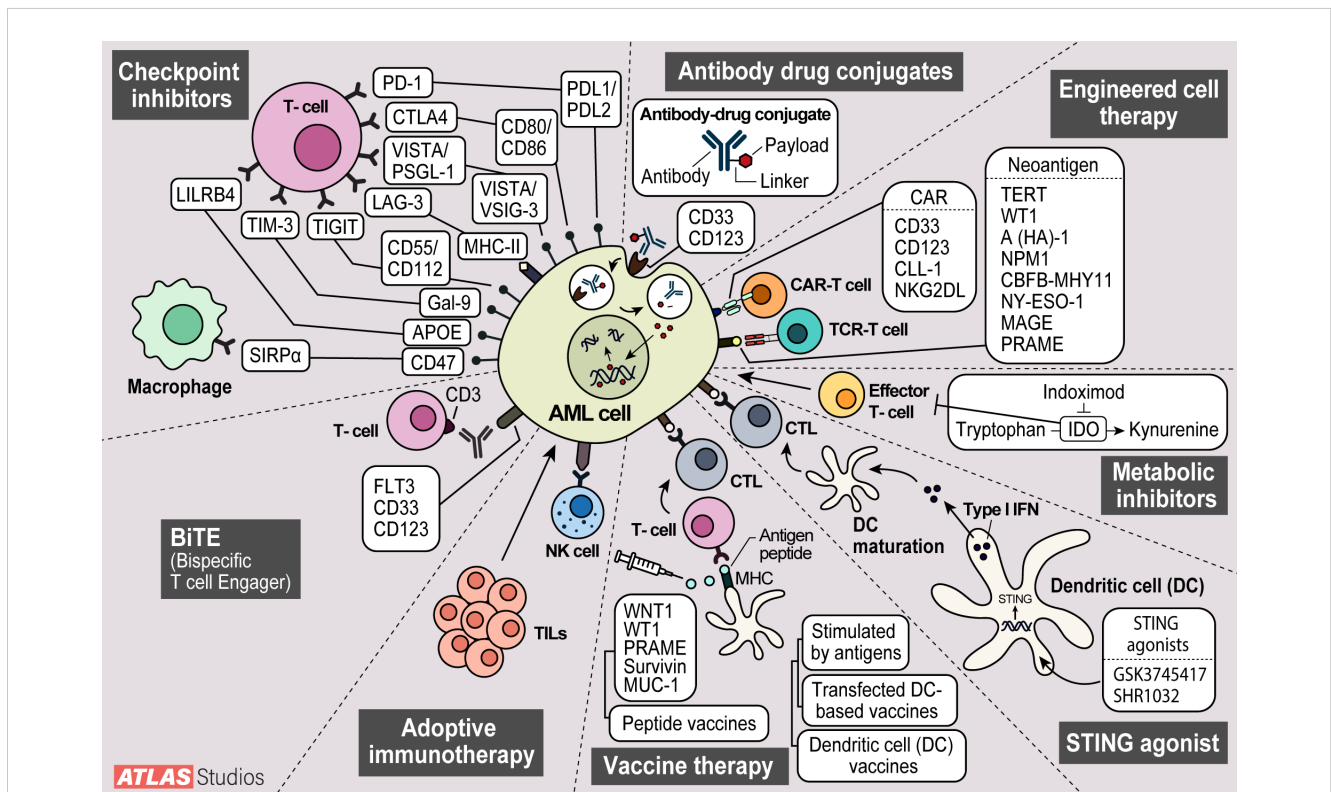 Checkpoint
inhibitors
T- cell
PD-1
PDL1/
PDL2
CTLA4
CD80/
CD86
VISTA/
PSGL-1
VISTA/
VSIG-3
LILRB4
LAG-3
TIM-3
TIGIT
MHC-II
CD55/
CD112
Gal-9
APOE
SIRPα
CD47
Macrophage
Antibody drug conjugates
Antibody-drug conjugate
Payload
Antibody
Linker
CD33
CD123
Engineered cell
therapy
CAR
CD33
CD123
CLL-1
NKG2DL
Neoantigen
TERT
WT1
A (HA)-1
NPM1
CBFB-MHY11
NY-ESO-1
MAGE
PRAME
CAR-T cell
TCR-T cell
AML cell
Effector
T- cell
Indoximod
Tryptophan
IDO
Kynurenine
Metabolic
inhibitors
CD3
T- cell
FLT3
CD33
CD123
BiTE
(Bispecific
T cell Engager)
NK cell
TILs
Adoptive
immunotherapy
CTL
CTL
T- cell
Antigen
peptide
MHC
WNT1
WT1
PRAME
Survivin
MUC-1
Peptide vaccines
Stimulated
by antigens
Transfected DC-
based vaccines
Dendritic cell (DC)
vaccines
Vaccine therapy
DC
maturation
Type I IFN
Dendritic cell (DC)
STING
STING
agonists
GSK3745417
SHR1032
STING agonist
ATLAS Studios